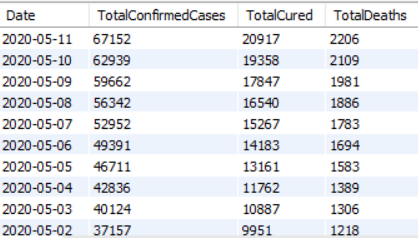 Date TotalConfirmedCases TotalCured TotalDeaths
2020-05-11 67152 20917 2206
2020-05-10 62939 19358 2109
2020-05-09 59662 17847 1981
2020-05-08 56342 16540 1886
2020-05-07 52952 15267 1783
2020-05-06 49391 14183 1694
2020-05-05 46711 13161 1583
2020-05-04 42836 11762 1389
2020-05-03 40124 10887 1306
2020-05-02 37157 9951 1218